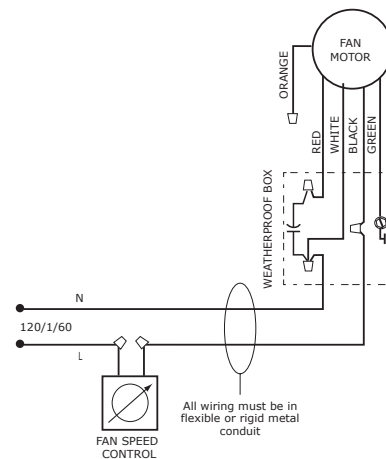 FAN
MOTOR
ORANGE
RED
WHITE
BLACK
GREEN
WEATHERPROOF BOX
N
120/1/60
L
All wiring must be in
flexible or rigid metal
conduit
FAN SPEED
CONTROL